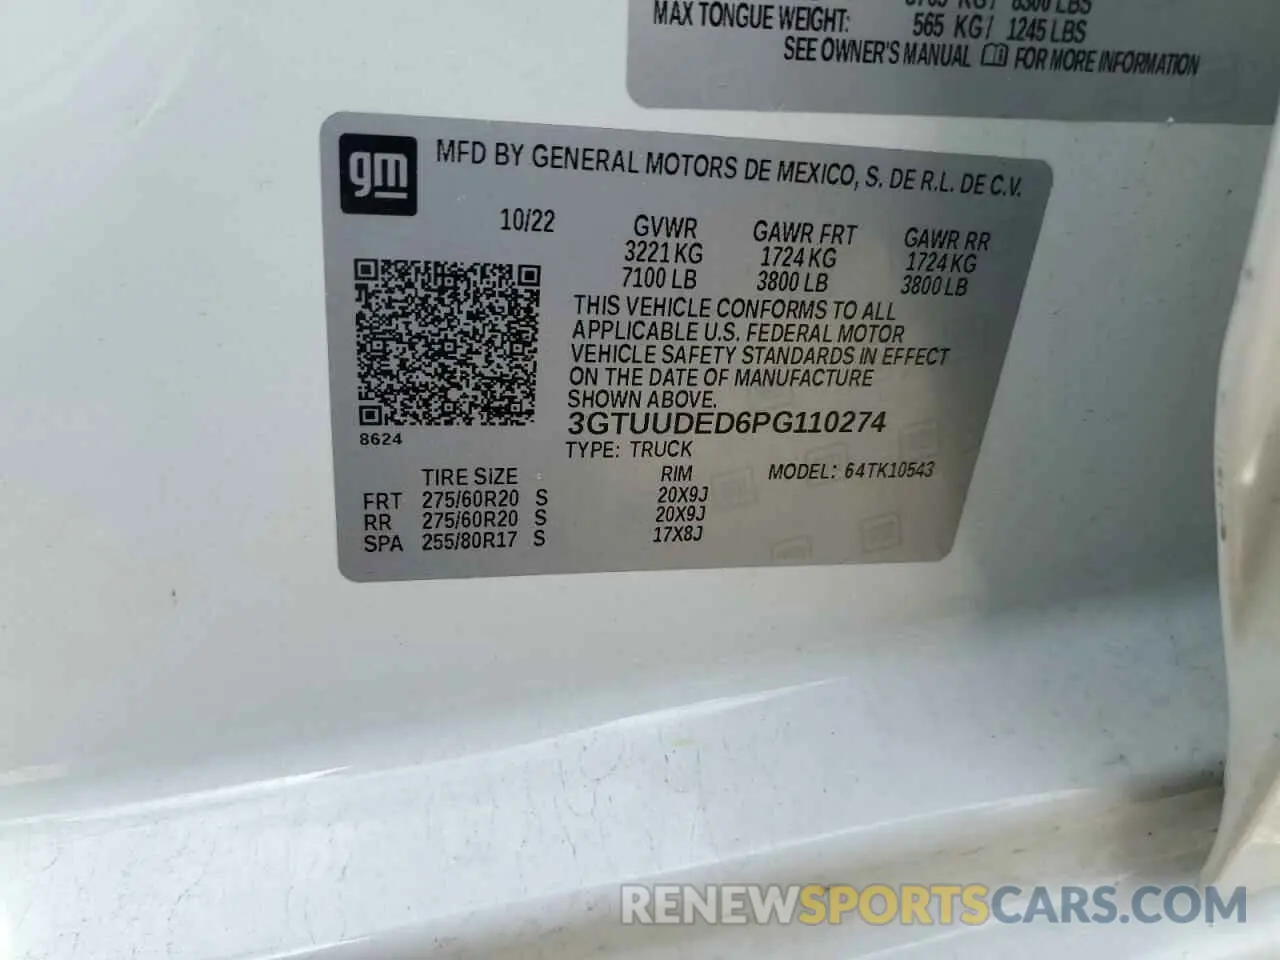 KG/ 8300 LBS
MAX TONGUE WEIGHT: 565 KG/ 1245 LBS
SEE OWNER'S MANUAL FOR MORE INFORMATION
gm
MFD BY GENERAL MOTORS DE MEXICO, S. DE R.L. DE C.V.
10/22 GVWR GAWR FRT GAWR RR
3221 KG 1724 KG 1724 KG
7100 LB 3800 LB 3800 LB
THIS VEHICLE CONFORMS TO ALL
APPLICABLE U.S. FEDERAL MOTOR
VEHICLE SAFETY STANDARDS IN EFFECT
ON THE DATE OF MANUFACTURE
SHOWN ABOVE.
3GTUUDED6PG110274
8624
TYPE: TRUCK
TIRE SIZE RIM MODEL: 64TK10543
FRT 275/60R20 S 20X9J
RR 275/60R20 S 20X9J
SPA 255/80R17 S 17X8J
RENEWSPORTSCARS.COM